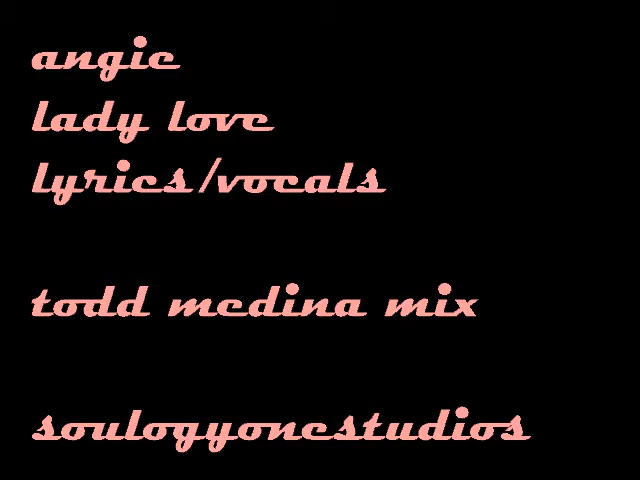 angie
lady love
lyrics/vocals
todd medina mix
soulogyonestudios